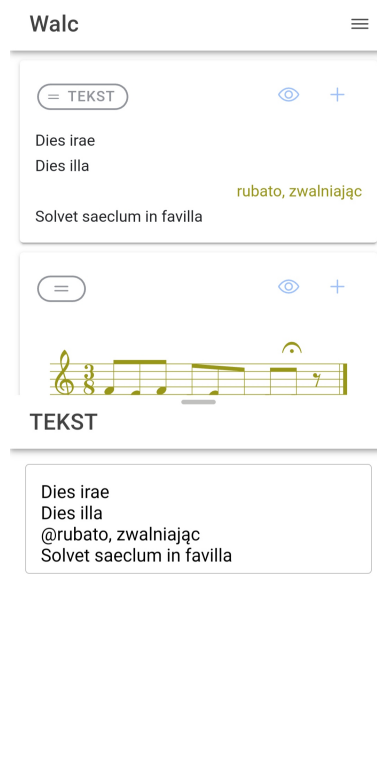 Walc
TEKST
Dies irae
Dies illa
rubato, zwalniając
Solvet saeclum in favilla
3
8
TEKST
Dies irae
Dies illa
@rubato, zwalniając
Solvet saeclum in favilla